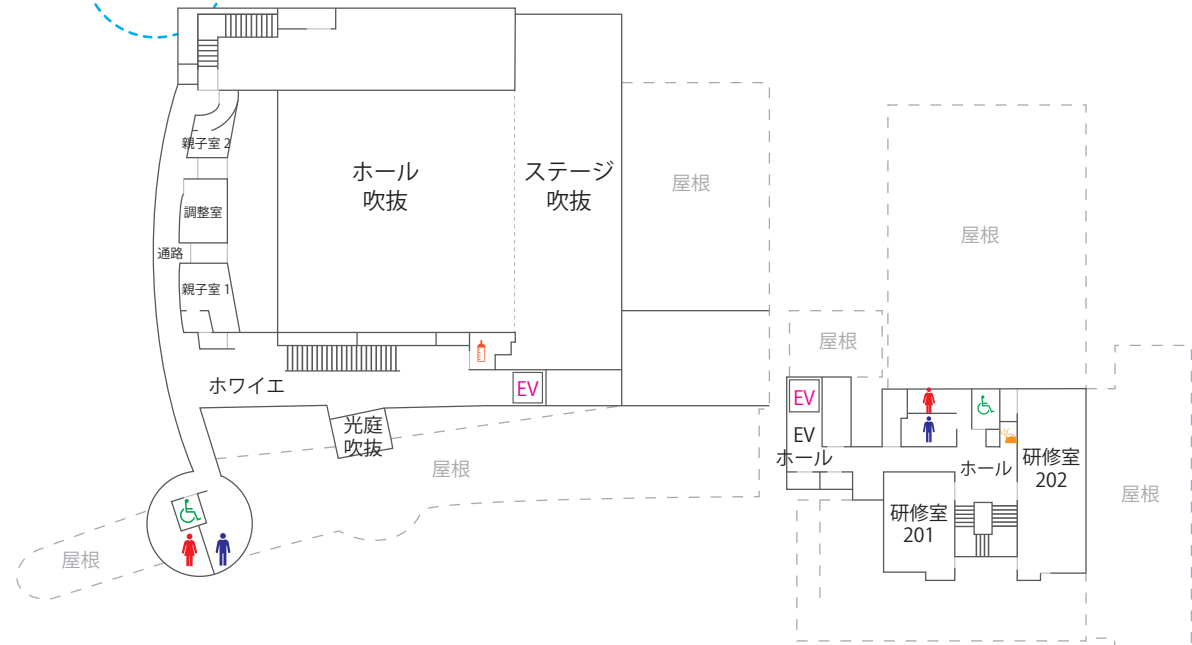 親子室 2
調整室
通路
親子室 1
ホール
吹抜
ステージ
吹抜
屋根
屋根
屋根
ホワイエ
EV
光庭
吹抜
屋根
屋根
EV
EV
ホール
ホール
研修室
202
研修室
201
屋根